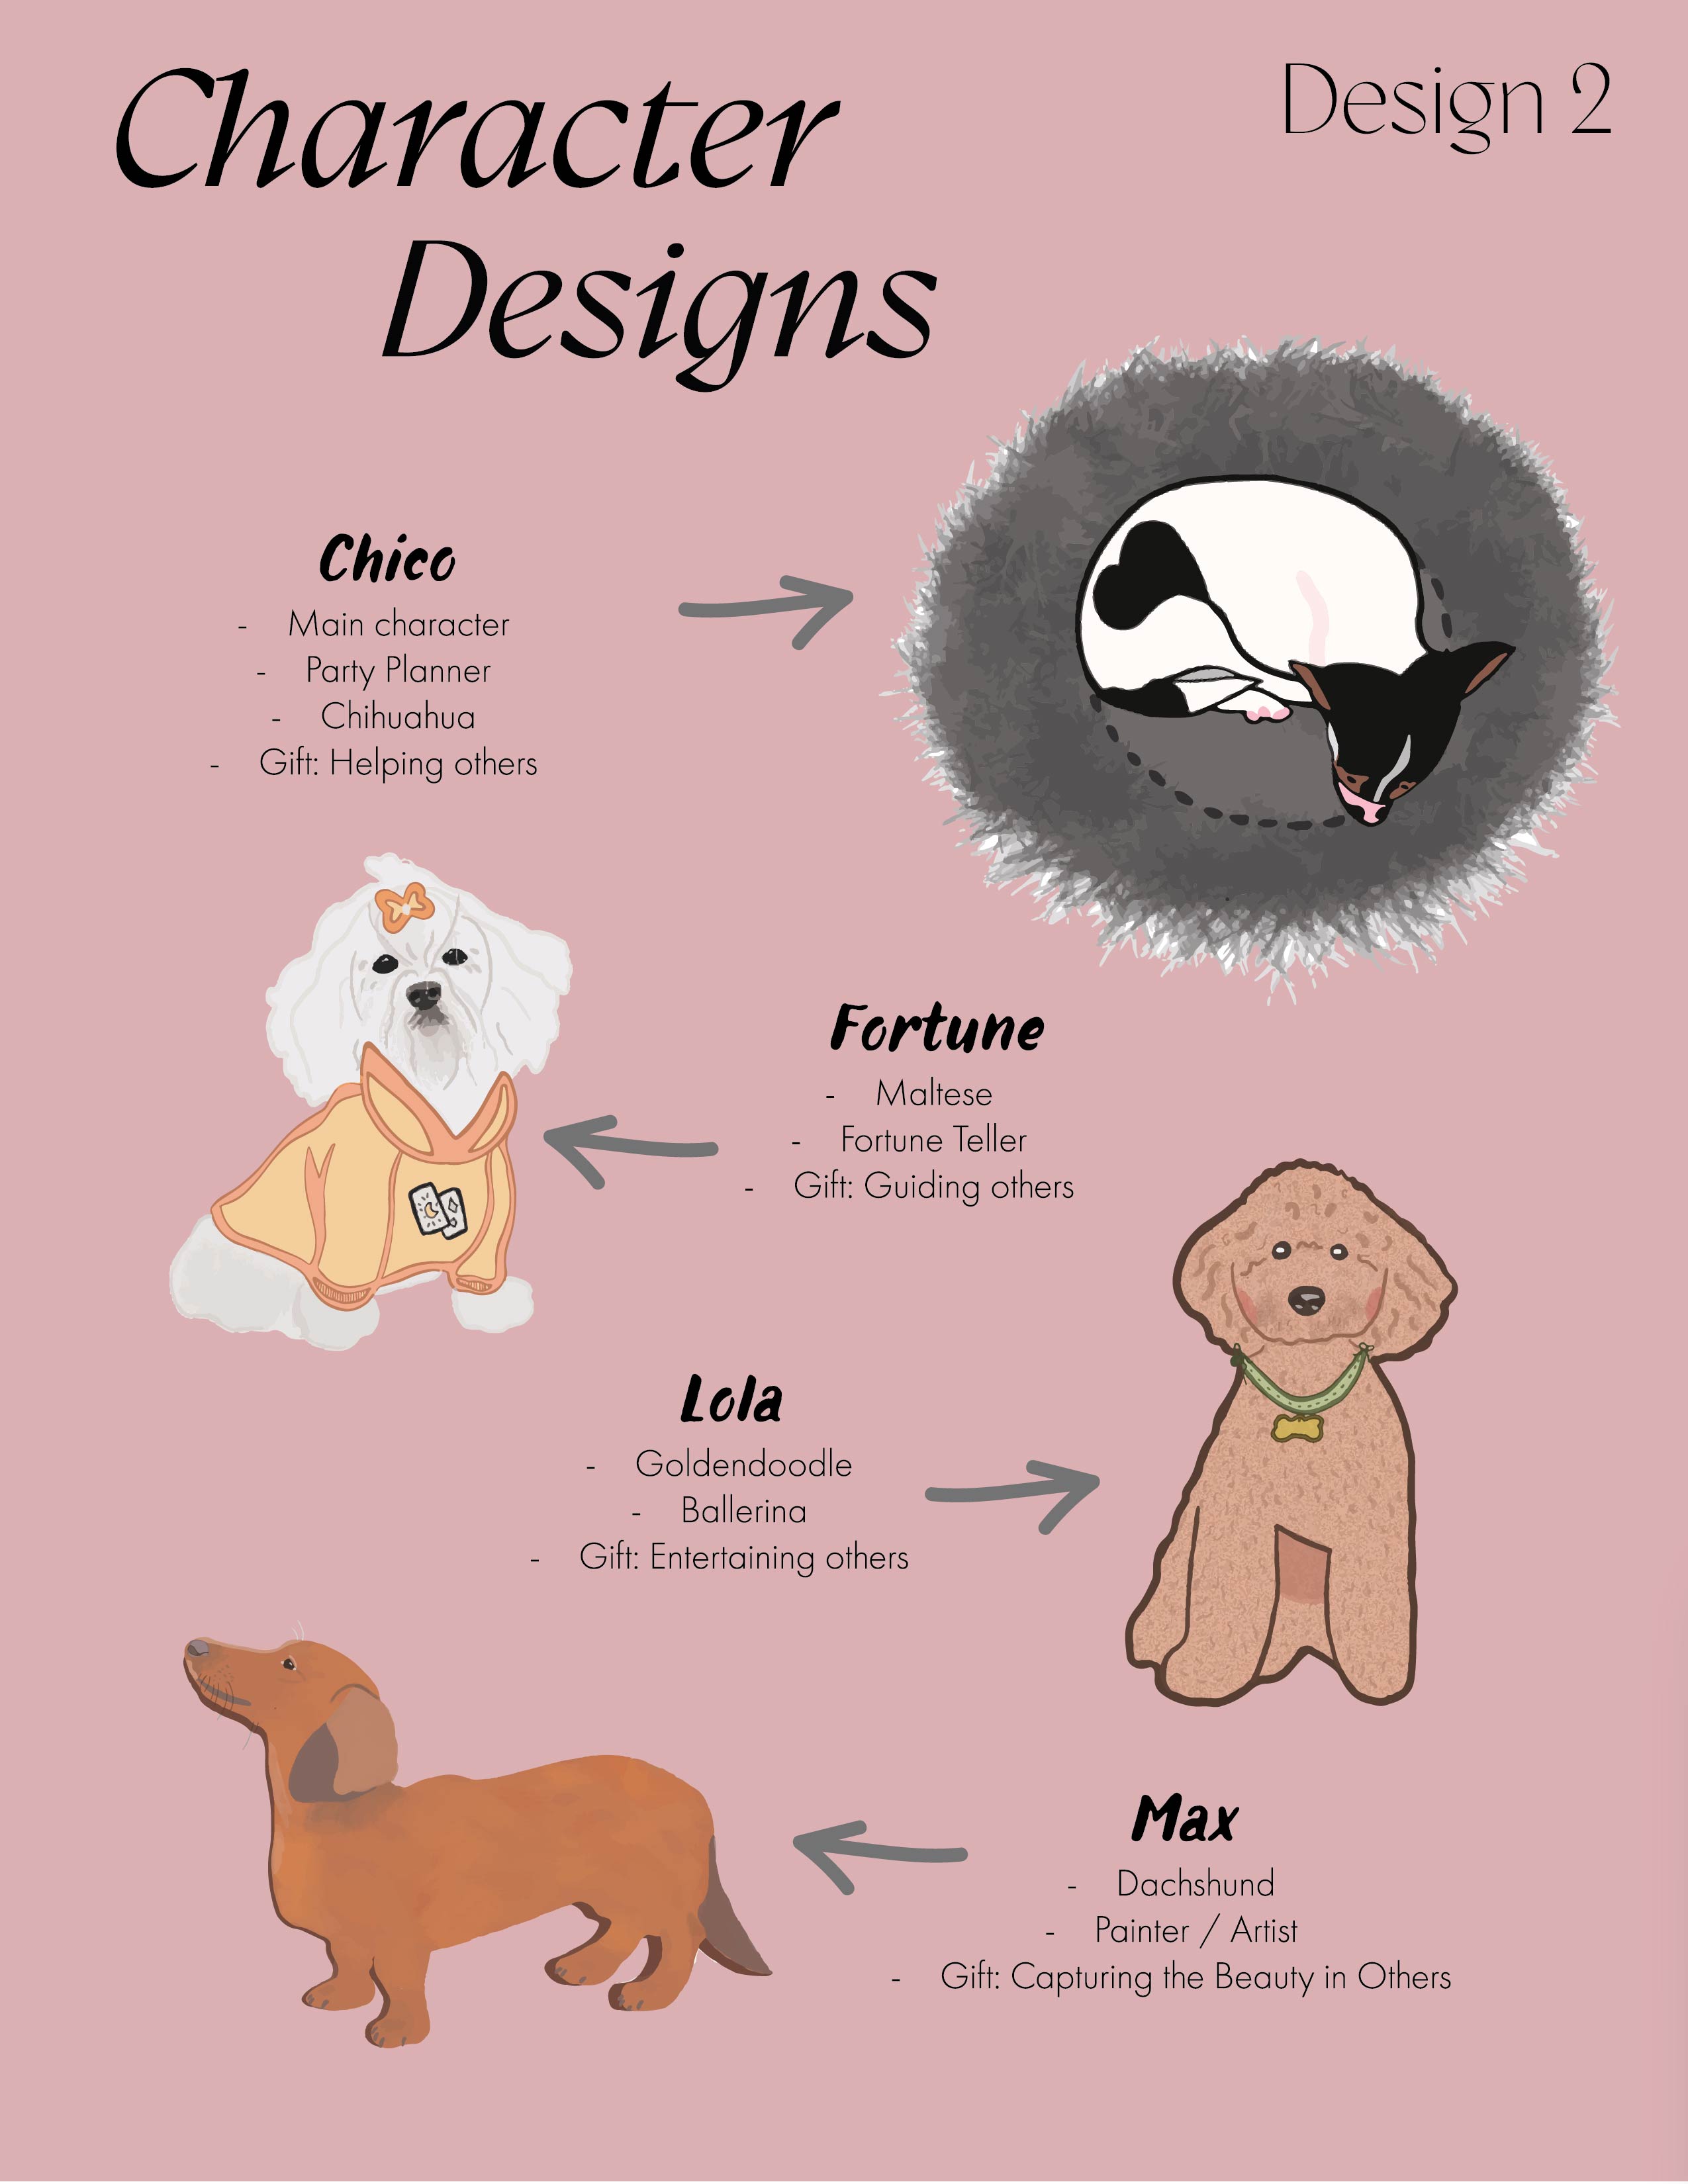 Character
Designs
Design 2
Chico
- Main character
- Party Planner
- Chihuahua
- Gift: Helping others
Fortune
- Maltese
- Fortune Teller
- Gift: Guiding others
Lola
- Goldendoodle
- Ballerina
- Gift: Entertaining others
Max
- Dachshund
- Painter / Artist
- Gift: Capturing the Beauty in Others